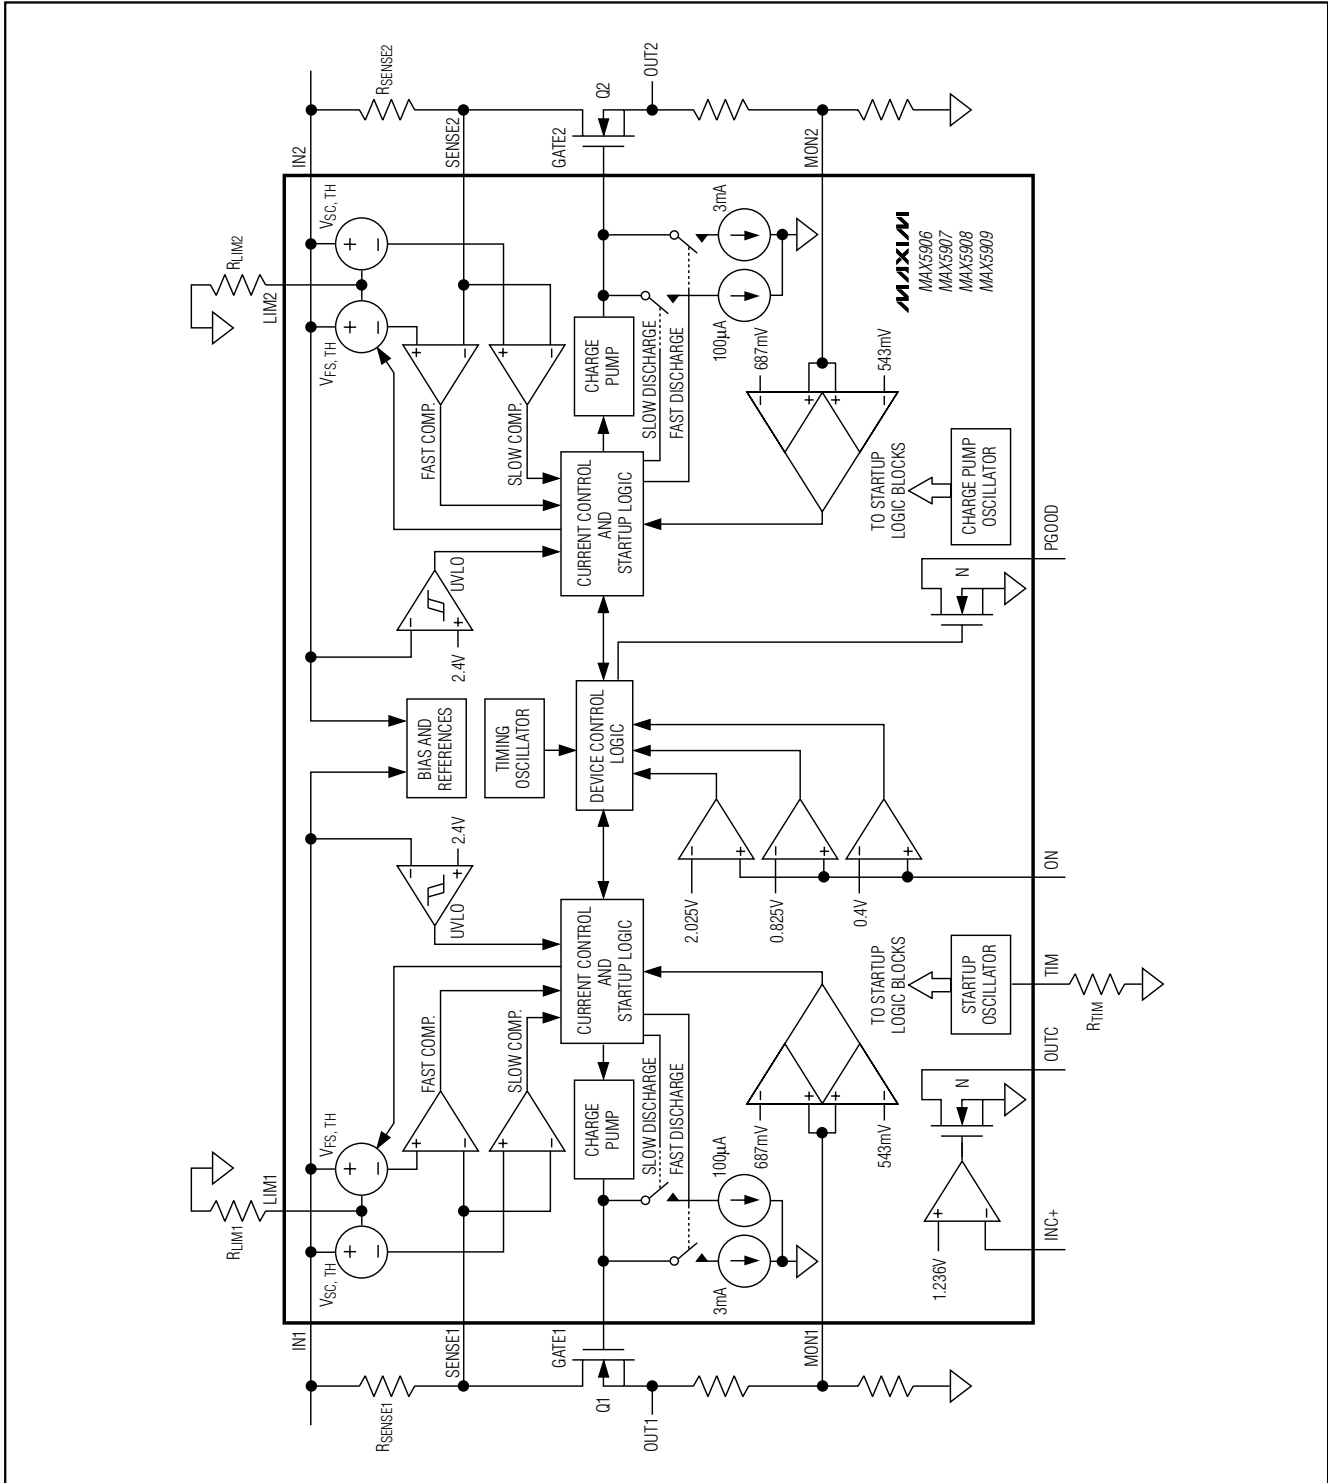 RLIM1
LIM1
RLIM2
LIM2
IN1
IN2
RSENSE1
RSENSE2
VSC, TH
VFS, TH
VFS, TH
VSC, TH
+
−
+
−
+
−
+
−
SENSE1
SENSE2
FAST COMP.
SLOW COMP.
+
−
+
−
UVLO
−
+
2.4V
BIAS AND
REFERENCES
2.4V
−
+
UVLO
FAST COMP.
SLOW COMP.
+
−
+
−
TIMING
OSCILLATOR
GATE1
Q1
OUT1
CHARGE
PUMP
CURRENT CONTROL
AND
STARTUP LOGIC
DEVICE CONTROL
LOGIC
CURRENT CONTROL
AND
STARTUP LOGIC
CHARGE
PUMP
GATE2
Q2
OUT2
SLOW DISCHARGE
FAST DISCHARGE
SLOW DISCHARGE
FAST DISCHARGE
3mA
100µA
100µA
3mA
687mV
−
+
+
−
543mV
MON1
2.025V
−
+
0.825V
−
+
0.4V
−
+
687mV
−
+
+
−
543mV
MON2
TO STARTUP
LOGIC BLOCKS
STARTUP
OSCILLATOR
TO STARTUP
LOGIC BLOCKS
CHARGE PUMP
OSCILLATOR
MAXIM
MAX5906
MAX5907
MAX5908
MAX5909
1.236V
+
−
N
N
INC+
OUTC
TIM
RTIM
ON
PGOOD